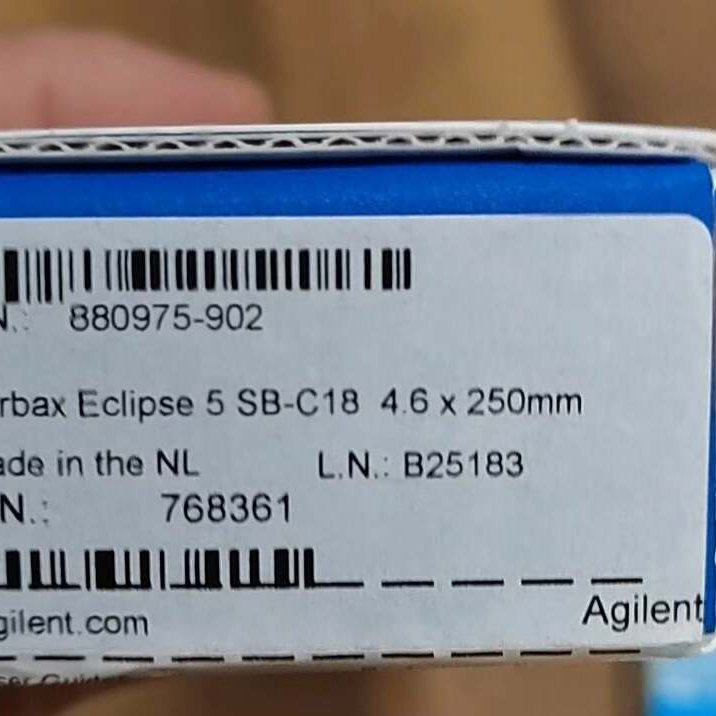 N.: 880975-902
rbax Eclipse 5 SB-C18 4.6 x 250mm
ade in the NL L.N.: B25183
N.: 768361
gilent.com
Agilent